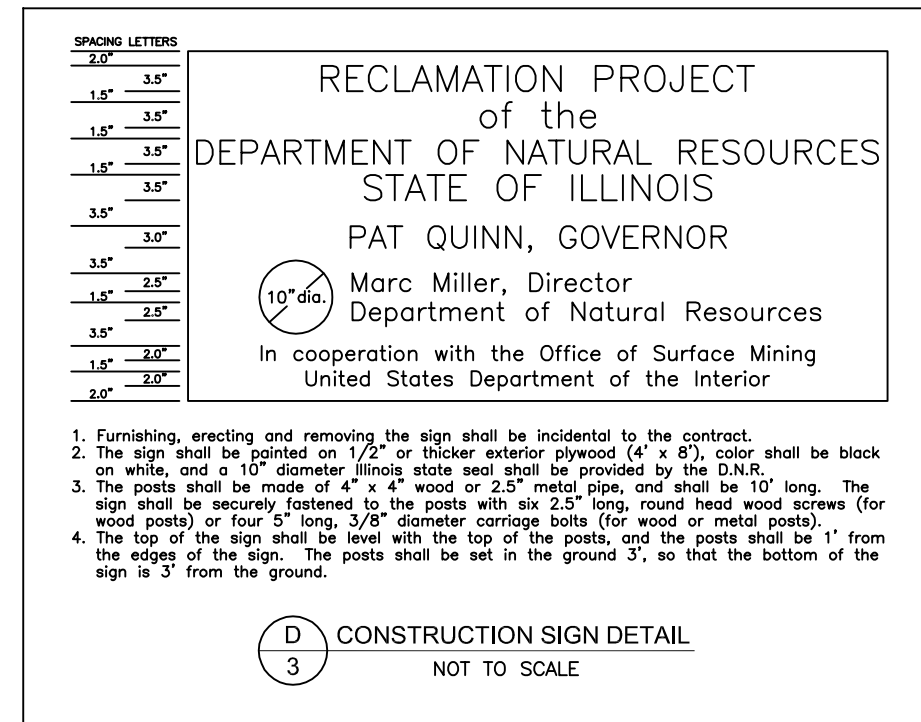 SPACING LETTERS
2.0"
3.5"
1.5"
3.5"
1.5"
3.5"
1.5"
3.5"
3.5"
3.0"
3.5"
2.5"
1.5"
2.5"
3.5"
2.0"
1.5"
2.0"
2.0"
RECLAMATION PROJECT
of the
DEPARTMENT OF NATURAL RESOURCES
STATE OF ILLINOIS
PAT QUINN, GOVERNOR
10" dia.
Marc Miller, Director
Department of Natural Resources
In cooperation with the Office of Surface Mining
United States Department of the Interior
1. Furnishing, erecting and removing the sign shall be incidental to the contract.
2. The sign shall be painted on 1/2" or thicker exterior plywood (4' x 8'), color shall be black
on white, and a 10" diameter Illinois state seal shall be provided by the D.N.R.
3. The posts shall be made of 4" x 4" wood or 2.5" metal pipe, and shall be 10' long. The
sign shall be securely fastened to the posts with six 2.5" long, round head wood screws (for
wood posts) or four 5" long, 3/8" diameter carriage bolts (for wood or metal posts).
4. The top of the sign shall be level with the top of the posts, and the posts shall be 1' from
the edges of the sign. The posts shall be set in the ground 3', so that the bottom of the
sign is 3' from the ground.
D
3
CONSTRUCTION SIGN DETAIL
NOT TO SCALE